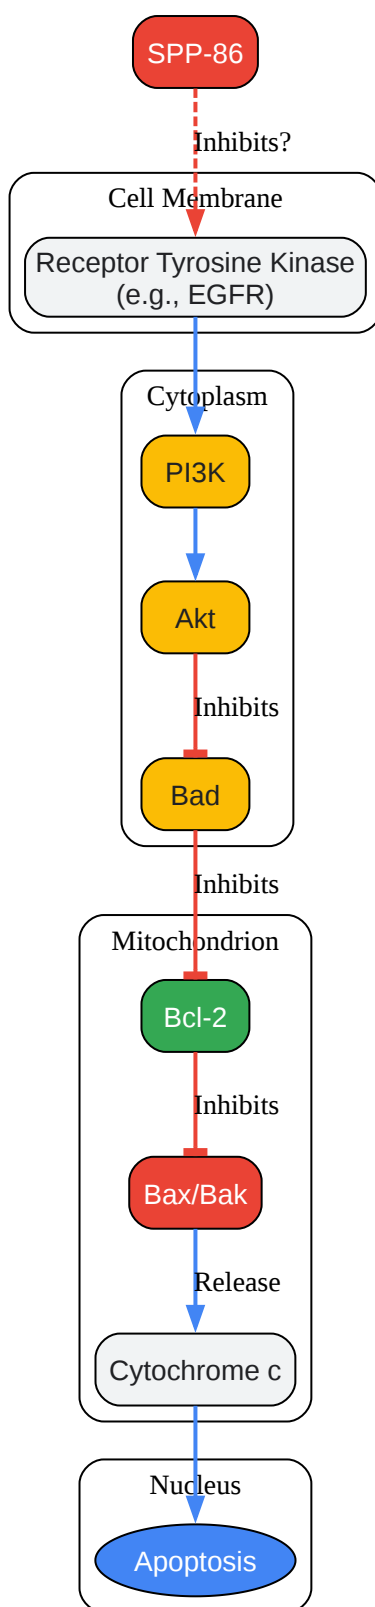 SPP-86
Inhibits?
Cell Membrane
Receptor Tyrosine Kinase
(e.g., EGFR)
Cytoplasm
PI3K
Akt
Inhibits
Bad
Inhibits
Mitochondrion
Bcl-2
Inhibits
Bax/Bak
Release
Cytochrome c
Nucleus
Apoptosis